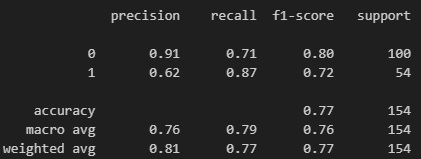 precision recall f1-score support
0 0.91 0.71 0.80 100
1 0.62 0.87 0.72 54
accuracy 0.77 154
macro avg 0.76 0.79 0.76 154
weighted avg 0.81 0.77 0.77 154